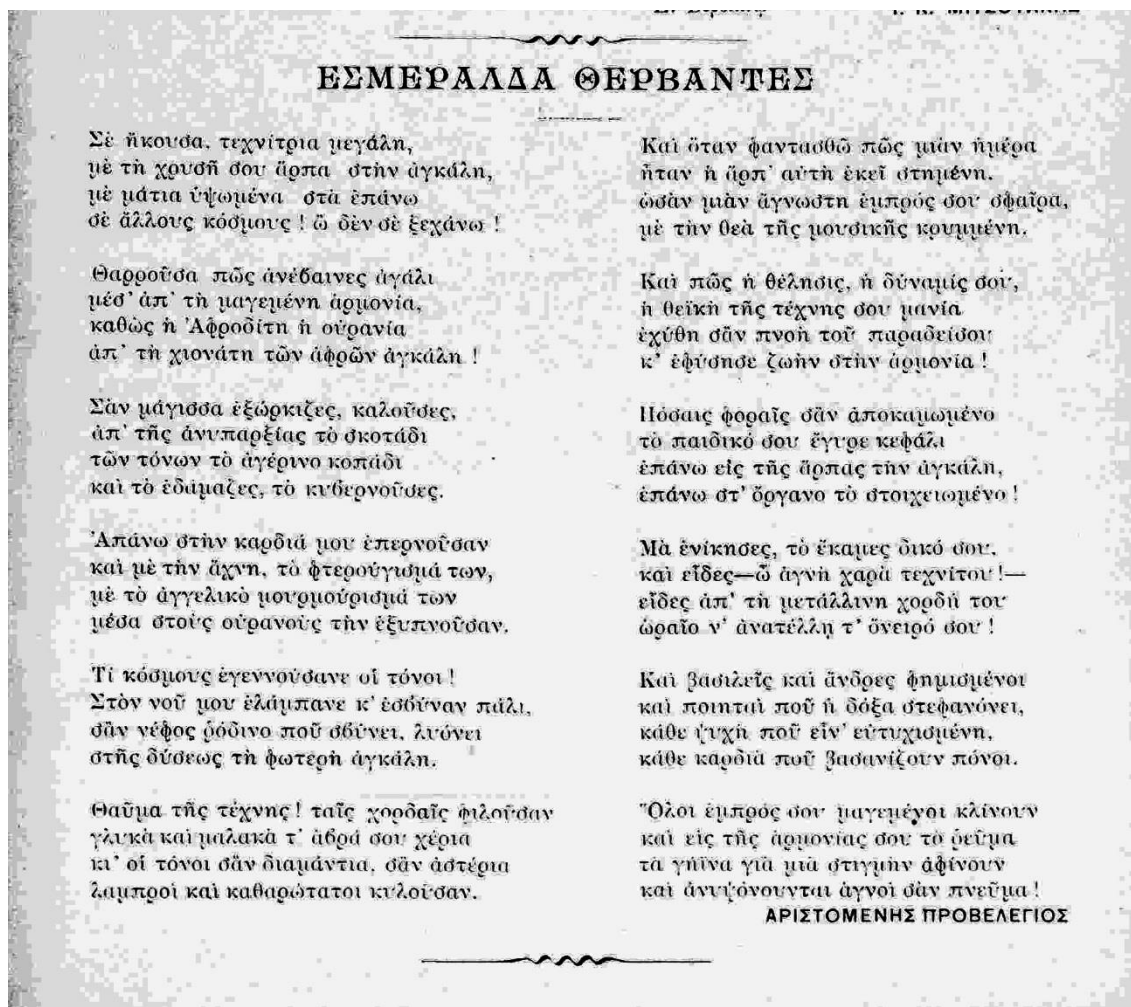 ΕΣΜΕΡΑΛΔΑ ΘΕΡΒΑΝΤΕΣ
Σὲ ἤκουσα, τεχνίτρια μεγάλη,
μὲ τὴ χρυσῆ σου ἅρπα στὴν ἀγκάλη,
μὲ μάτια ὑψωμένα στὰ ἐπάνω
σὲ ἄλλους κόσμους ! ὤ δὲν σὲ ξεχάνω !
Θαρροῦσα πῶς ἀνέβαινες ἀγάλι
μέσ' ἀπ' τὴ μαγεμένη ἁρμονία,
καθὼς ἡ Ἀφροδίτη ἡ οὐρανία
ἀπ' τὴ χιονάτη τῶν ἀφρῶν ἀγκάλη !
Σὰν μάγισσα ἐξώρκιζες, καλοῦσες,
ἀπ' τῆς ἀνυπαρξίας τὸ σκοτάδι
τῶν τόνων τὸ ἀγέρινο κοπάδι
καὶ τὸ ἐδάμαζες, τὸ κυβερνοῦσες.
Ἀπάνω στὴν καρδιά μου ἐπερνοῦσαν
καὶ μὲ τὴν ἄχνη, τὸ φτερούγισμά των,
μὲ τὸ ἀγγελικὸ μουρμούρισμά των
μέσα στοὺς οὐρανοὺς τὴν ἐξυπνοῦσαν.
Τί κόσμους ἐγεννούσανε οἱ τόνοι !
Στὸν νοῦ μου ἐλάμπανε κ' ἐσβύναν πάλι,
σὰν νέφος ῥόδινο ποῦ σβύνει, λυόνει
στῆς δύσεως τὴ φωτερὴ ἀγκάλη.
Θαῦμα τῆς τέχνης ! ταῖς χορδαῖς φιλοῦσαν
γλυκὰ καὶ μαλακὰ τ' ἁβρά σου χέρια
κι' οἱ τόνοι σὰν διαμάντια, σὰν ἀστέρια
λαμπροὶ καὶ καθαρώτατοι κυλοῦσαν.
Καὶ ὅταν φαντασθῶ πῶς μιὰν ἡμέρα
ἦταν ἡ ἅρπ' αὐτὴ ἐκεῖ στημένη,
ὡσὰν μιὰν ἄγνωστη ἐμπρός σου σφαῖρα,
μὲ τὴν θεὰ τῆς μουσικῆς κρυμμένη.
Καὶ πῶς ἡ θέλησις, ἡ δύναμίς σου,
ἡ θεϊκὴ τῆς τέχνης σου μανία
ἐχύθη σᾶν πνοὴ τοῦ παραδείσου
κ' ἐφύσησε ζωὴν στὴν ἁρμονία !
Πόσαις φοραῖς σᾶν ἀποκαμωμένο
τὸ παιδικό σου ἔγυρε κεφάλι
ἐπάνω εἰς τῆς ἅρπας τὴν ἀγκάλη,
ἐπάνω στ' ὄργανο τὸ στοιχειωμένο !
Μὰ ἐνίκησες, τὸ ἔκαμες δικό σου,
καὶ εἶδες—ὦ ἁγνὴ χαρὰ τεχνίτου !—
εἶδες ἀπ' τὴ μετάλλινη χορδή του
ὡραῖο ν' ἀνατέλλῃ τ' ὄνειρό σου !
Καὶ βασιλεῖς καὶ ἄνδρες φημισμένοι
καὶ ποιηταὶ ποῦ ἡ δόξα στεφανόνει,
κάθε ψυχὴ ποῦ εἶν' εὐτυχισμένη,
κάθε καρδιὰ ποῦ βασανίζουν πόνοι.
Ὅλοι ἐμπρός σου μαγεμένοι κλίνουν
καὶ εἰς τῆς ἁρμονίας σου τὸ ῥεῦμα
τὰ γήϊνα γιὰ μιὰ στιγμὴν ἀφίνουν
καὶ ἀνυψόνουνται ἁγνοὶ σὰν πνεῦμα !
ΑΡΙΣΤΟΜΕΝΗΣ ΠΡΟΒΕΛΕΓΙΟΣ